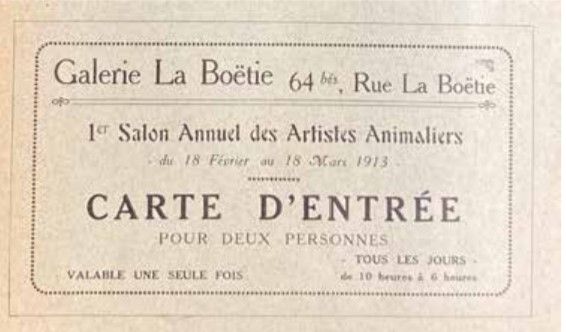 Galerie La Boëtie 64 bis, Rue La Boëtie
1er Salon Annuel des Artistes Animaliers
- du 18 Février au 18 Mars 1913 -
CARTE D'ENTRÉE
POUR DEUX PERSONNES
- TOUS LES JOURS -
VALABLE UNE SEULE FOIS
de 10 heures à 6 heures